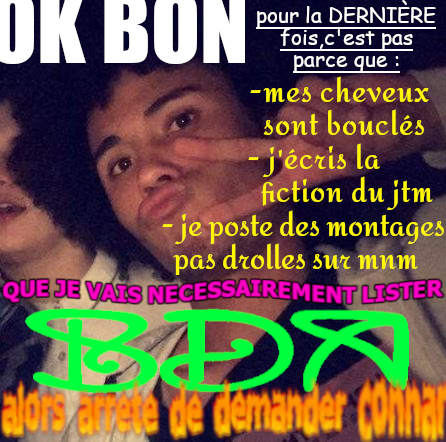 OK BON
pour la DERNIÈRE
fois,c'est pas
parce que :
-mes cheveux
sont bouclés
- j'écris la
fiction du jtm
- je poste des montages
pas drolles sur mnm
QUE JE VAIS NECESSAIREMENT LISTER
BDA
alors arrete de demander connar